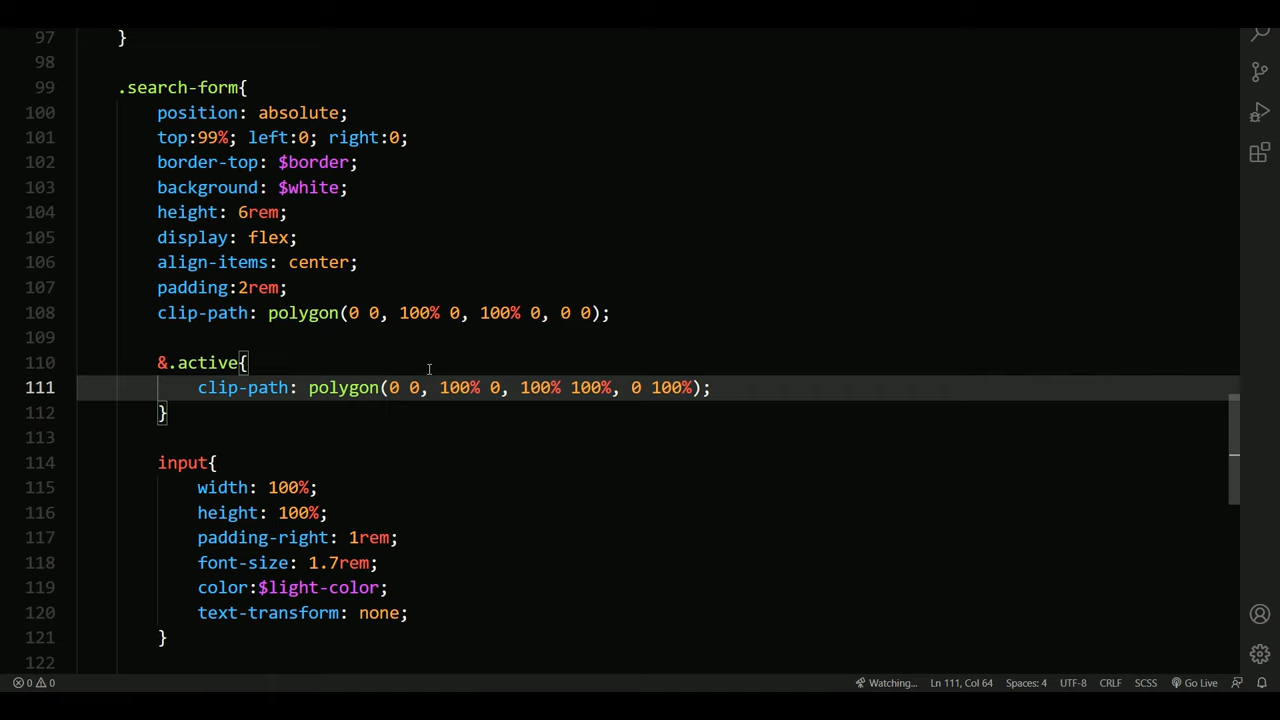 97 }
98
99 .search-form{
100 position: absolute;
101 top:99%; left:0; right:0;
102 border-top: $border;
103 background: $white;
104 height: 6rem;
105 display: flex;
106 align-items: center;
107 padding:2rem;
108 clip-path: polygon(0 0, 100% 0, 100% 0, 0 0);
109
110 &.active{
111 clip-path: polygon(0 0, 100% 0, 100% 100%, 0 100%);
112 }
113
114 input{
115 width: 100%;
116 height: 100%;
117 padding-right: 1rem;
118 font-size: 1.7rem;
119 color:$light-color;
120 text-transform: none;
121 }
122
0 0 Watching... Ln 111, Col 64 Spaces: 4 UTF-8 CRLF SCSS Go Live